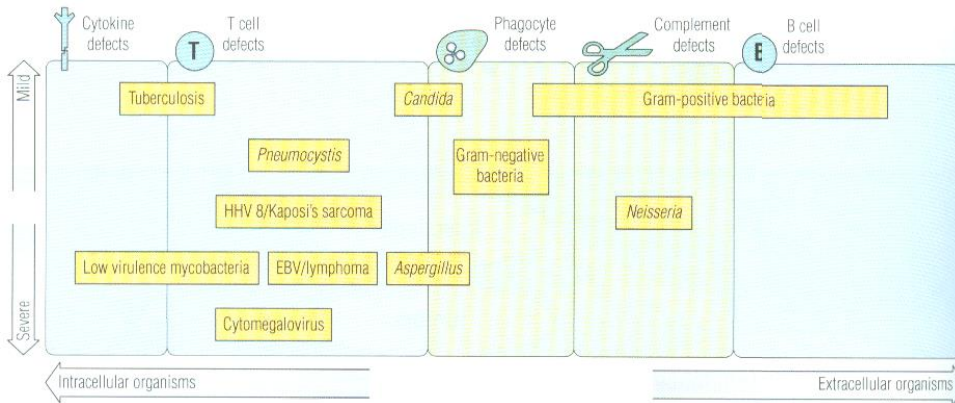 Cytokine
defects
T cell
defects
Phagocyte
defects
Complement
defects
B cell
defects
T
E
Mild
Severe
Tuberculosis
Candida
Gram-positive bacteria
Pneumocystis
Gram-negative
bacteria
HHV 8/Kaposi's sarcoma
Neisseria
Low virulence mycobacteria
EBV/lymphoma
Aspergillus
Cytomegalovirus
Intracellular organisms
Extracellular organisms